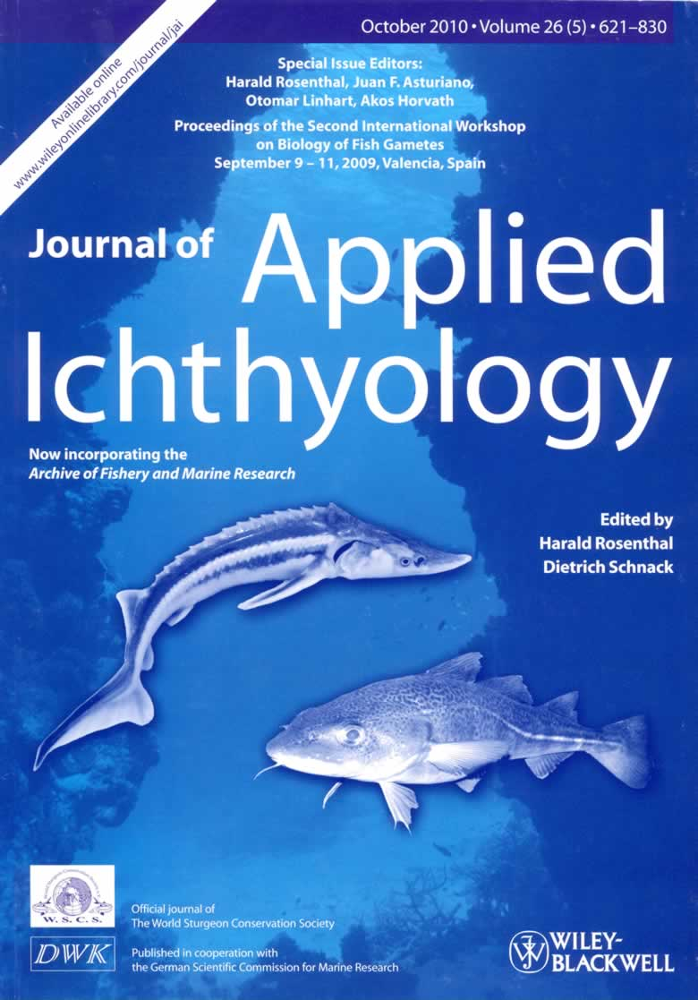 October 2010 • Volume 26 (5) • 621–830
Available online
www.wileyonlinelibrary.com/journal/jai
Special Issue Editors:
Harald Rosenthal, Juan F. Asturiano,
Otomar Linhart, Akos Horvath
Proceedings of the Second International Workshop
on Biology of Fish Gametes
September 9 – 11, 2009, Valencia, Spain
Journal of Applied
Ichthyology
Now incorporating the
Archive of Fishery and Marine Research
Edited by
Harald Rosenthal
Dietrich Schnack
W. S. C. S.
Official journal of
The World Sturgeon Conservation Society
DWK
Published in cooperation with
the German Scientific Commission for Marine Research
WILEY-
BLACKWELL